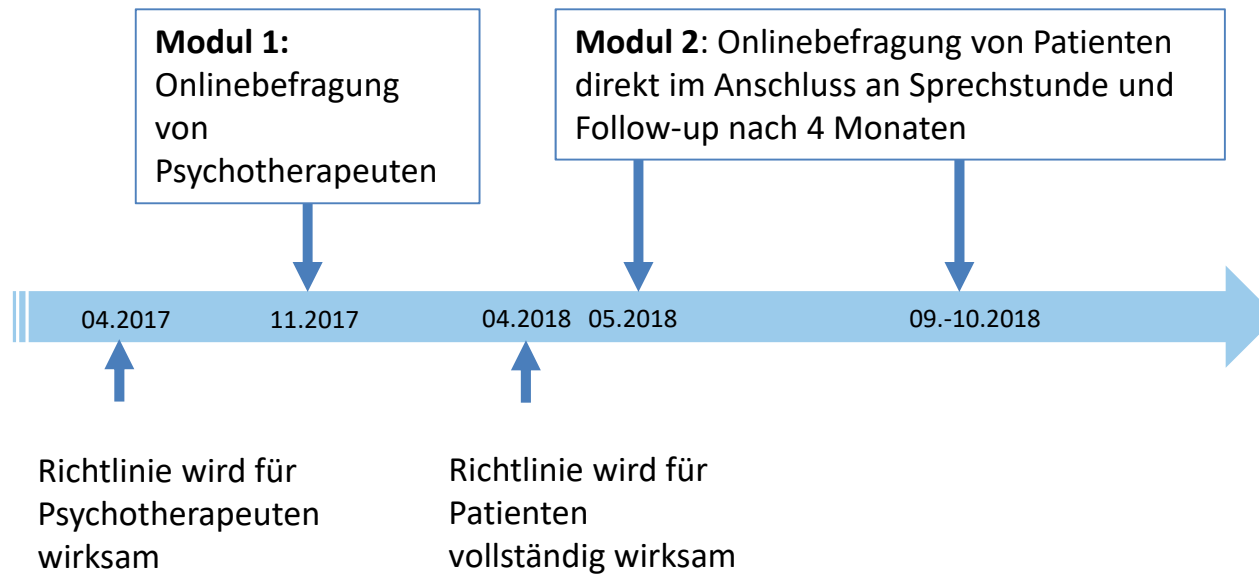 Modul 1:
Onlinebefragung
von
Psychotherapeuten
Modul 2: Onlinebefragung von Patienten
direkt im Anschluss an Sprechstunde und
Follow-up nach 4 Monaten
04.2017
11.2017
04.2018
05.2018
09.-10.2018
Richtlinie wird für
Psychotherapeuten
wirksam
Richtlinie wird für
Patienten
vollständig wirksam